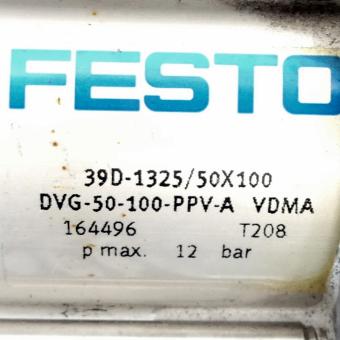 FESTO
39D-1325/50X100
DVG-50-100-PPV-A VDMA
164496 T208
p max. 12 bar